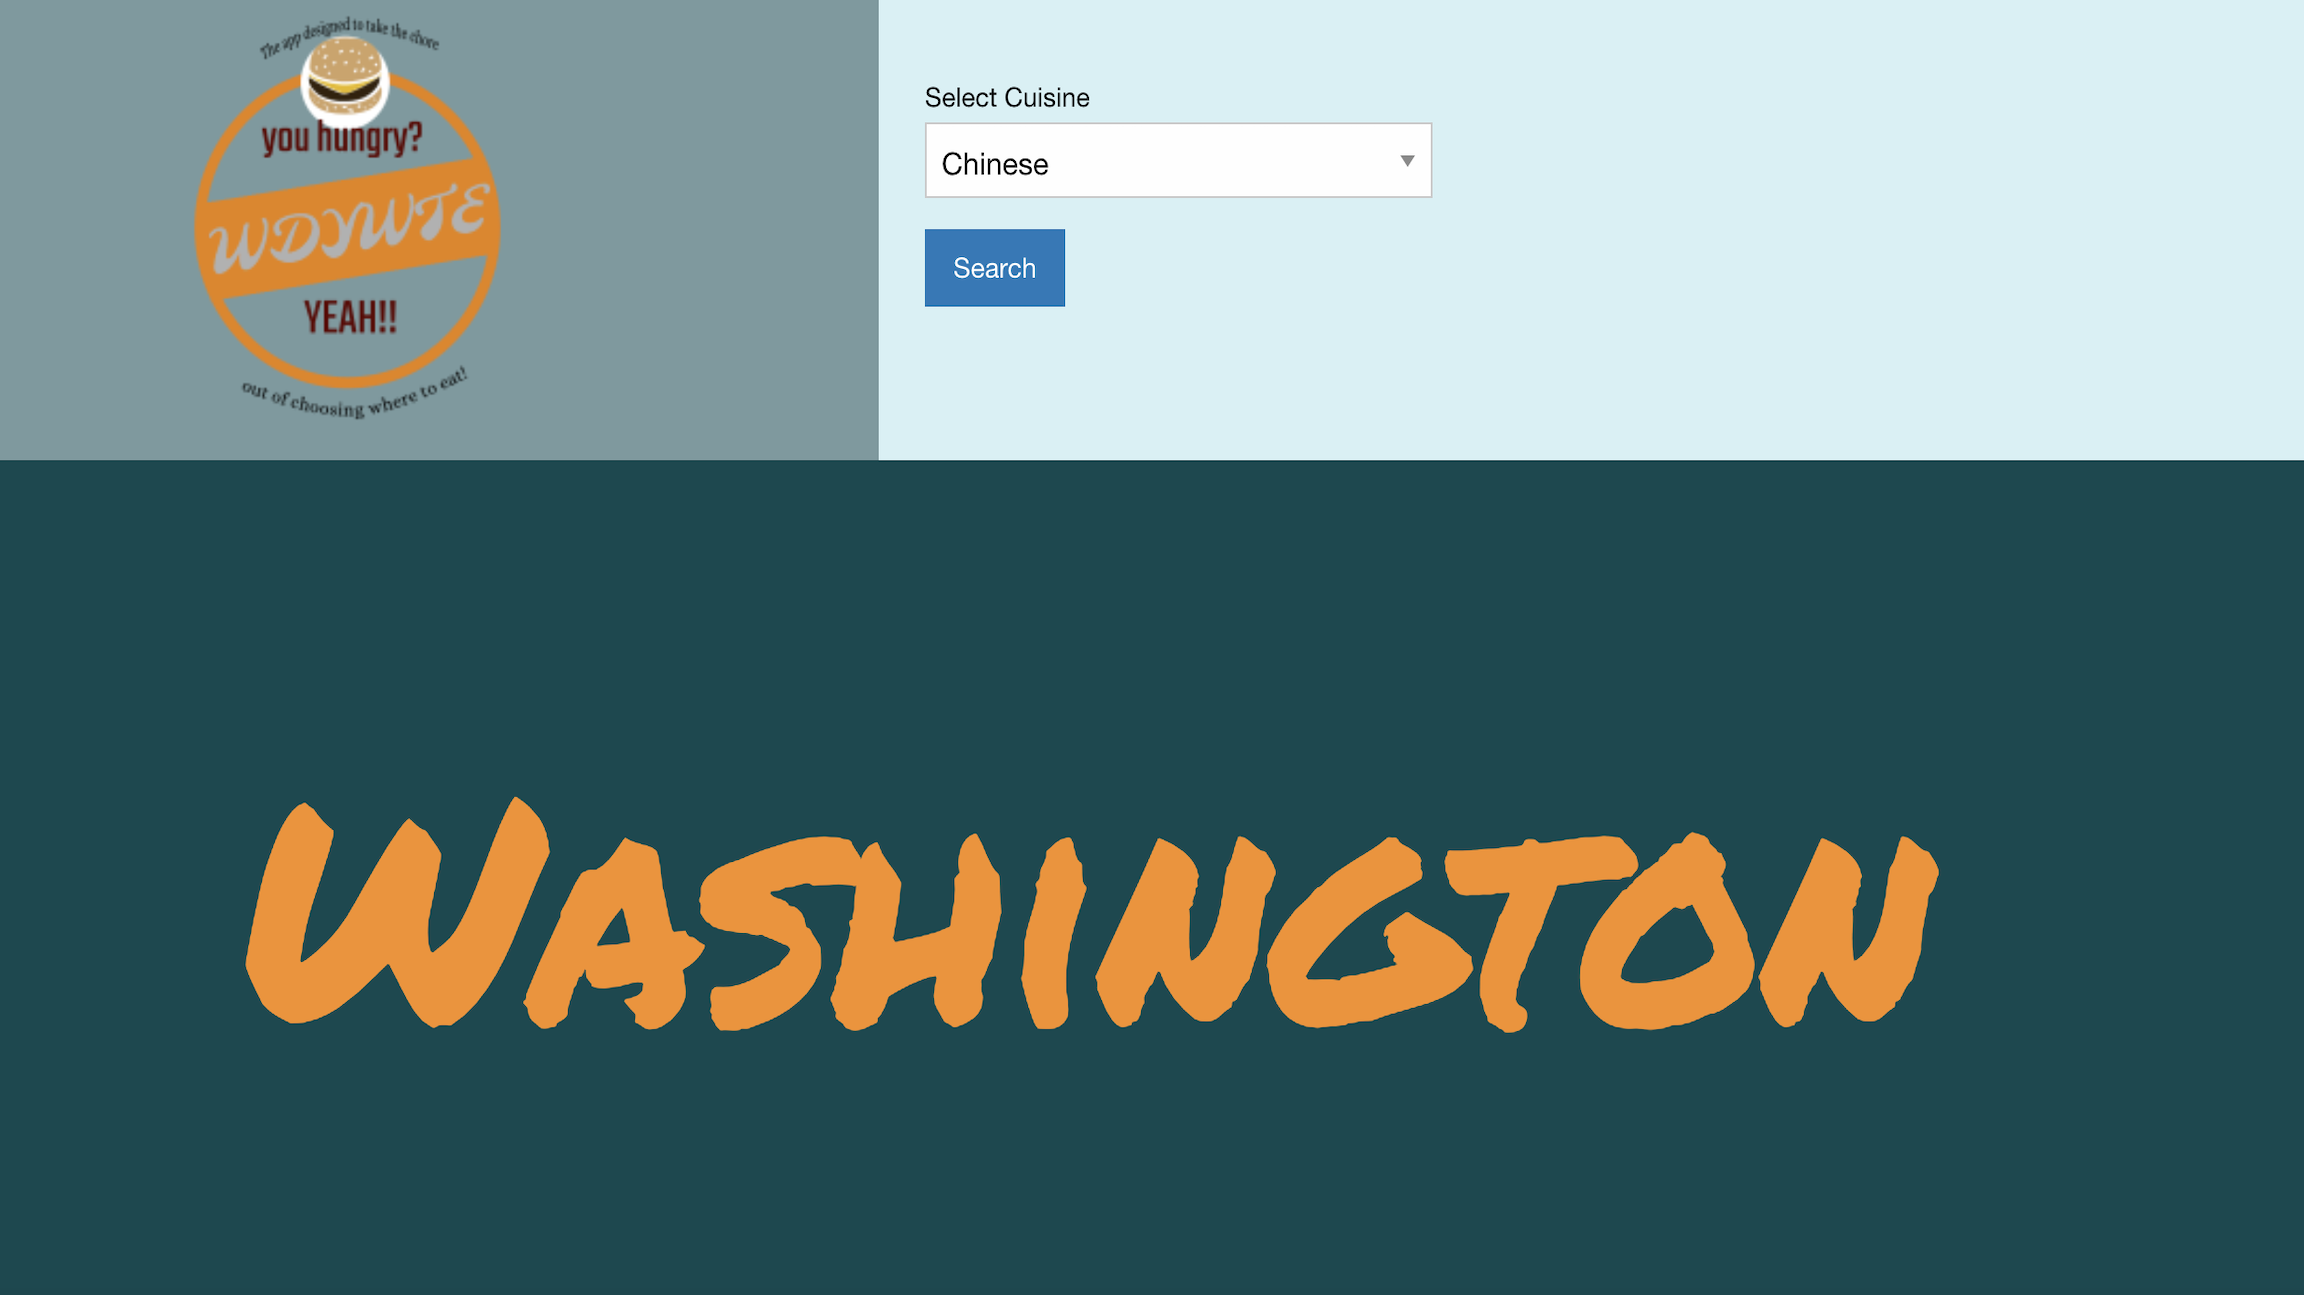 The app designed to take the chore
you hungry?
WDYWTE
YEAH!!
out of choosing where to eat!
Select Cuisine
Chinese
Search
WASHINGTON